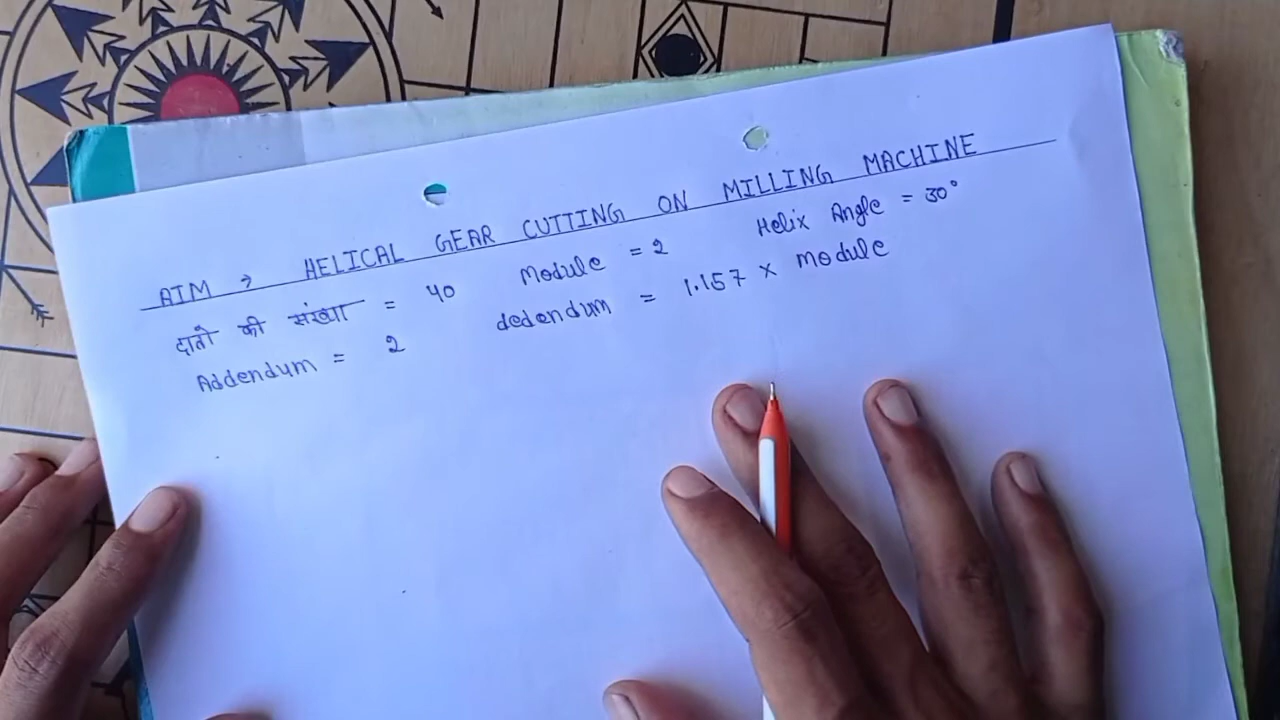 AIM → HELICAL GEAR CUTTING ON MILLING MACHINE
दातो की संख्या = 40 Module = 2 Helix Angle = 30°
Addendum = 2 dedendum = 1.157 × module